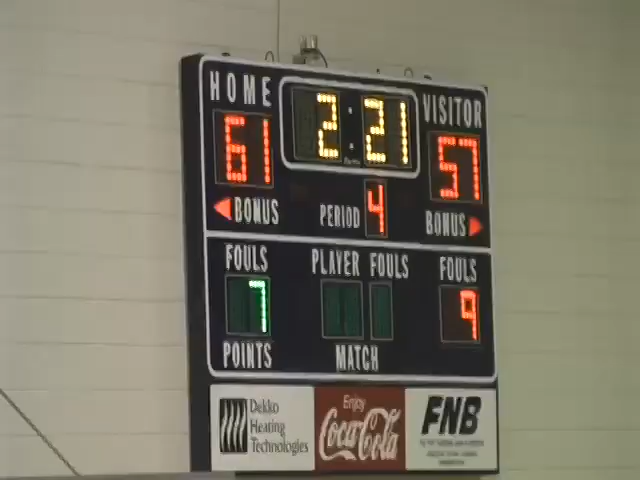 HOME 2:21 VISITOR
61 57
BONUS PERIOD 4 BONUS
FOULS PLAYER FOULS FOULS
7 9
POINTS MATCH
Dekko
Heating
Technologies
Enjoy
Coca-Cola
FNB